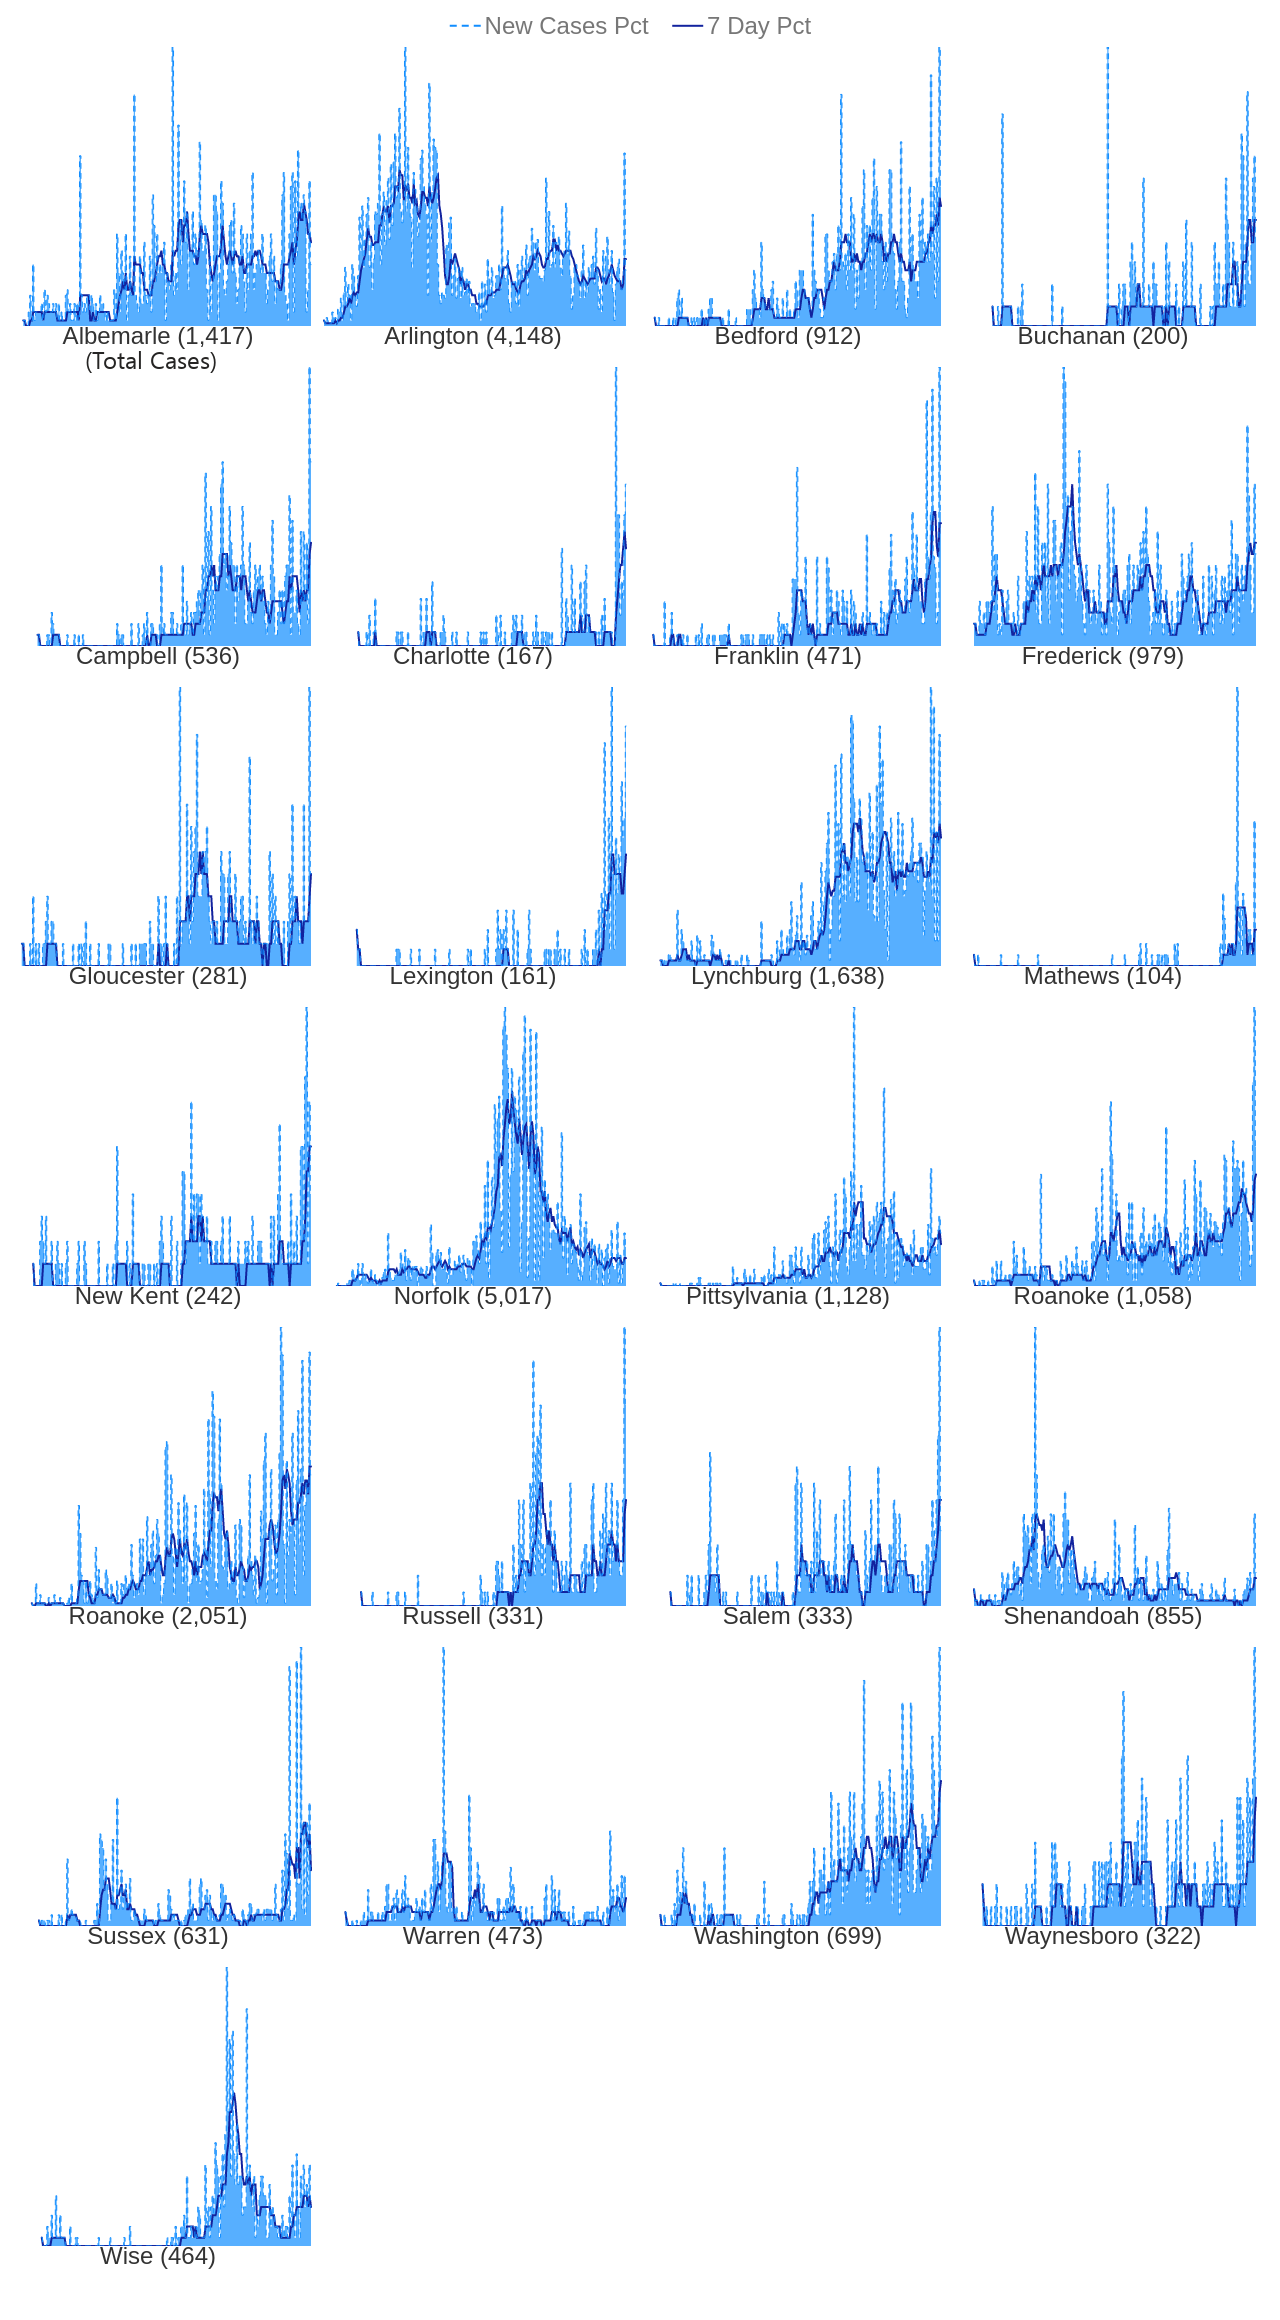 New Cases Pct 7 Day Pct
Albemarle (1,417) Arlington (4,148) Bedford (912) Buchanan (200)
(Total Cases)
Campbell (536) Charlotte (167) Franklin (471) Frederick (979)
Gloucester (281) Lexington (161) Lynchburg (1,638) Mathews (104)
New Kent (242) Norfolk (5,017) Pittsylvania (1,128) Roanoke (1,058)
Roanoke (2,051) Russell (331) Salem (333) Shenandoah (855)
Sussex (631) Warren (473) Washington (699) Waynesboro (322)
Wise (464)